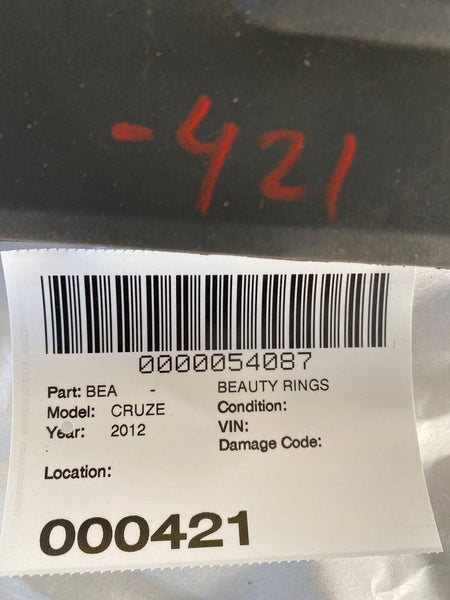 -421
0000054087
Part: BEA - BEAUTY RINGS
Model: CRUZE Condition:
Year: 2012 VIN:
Damage Code:
Location:
000421